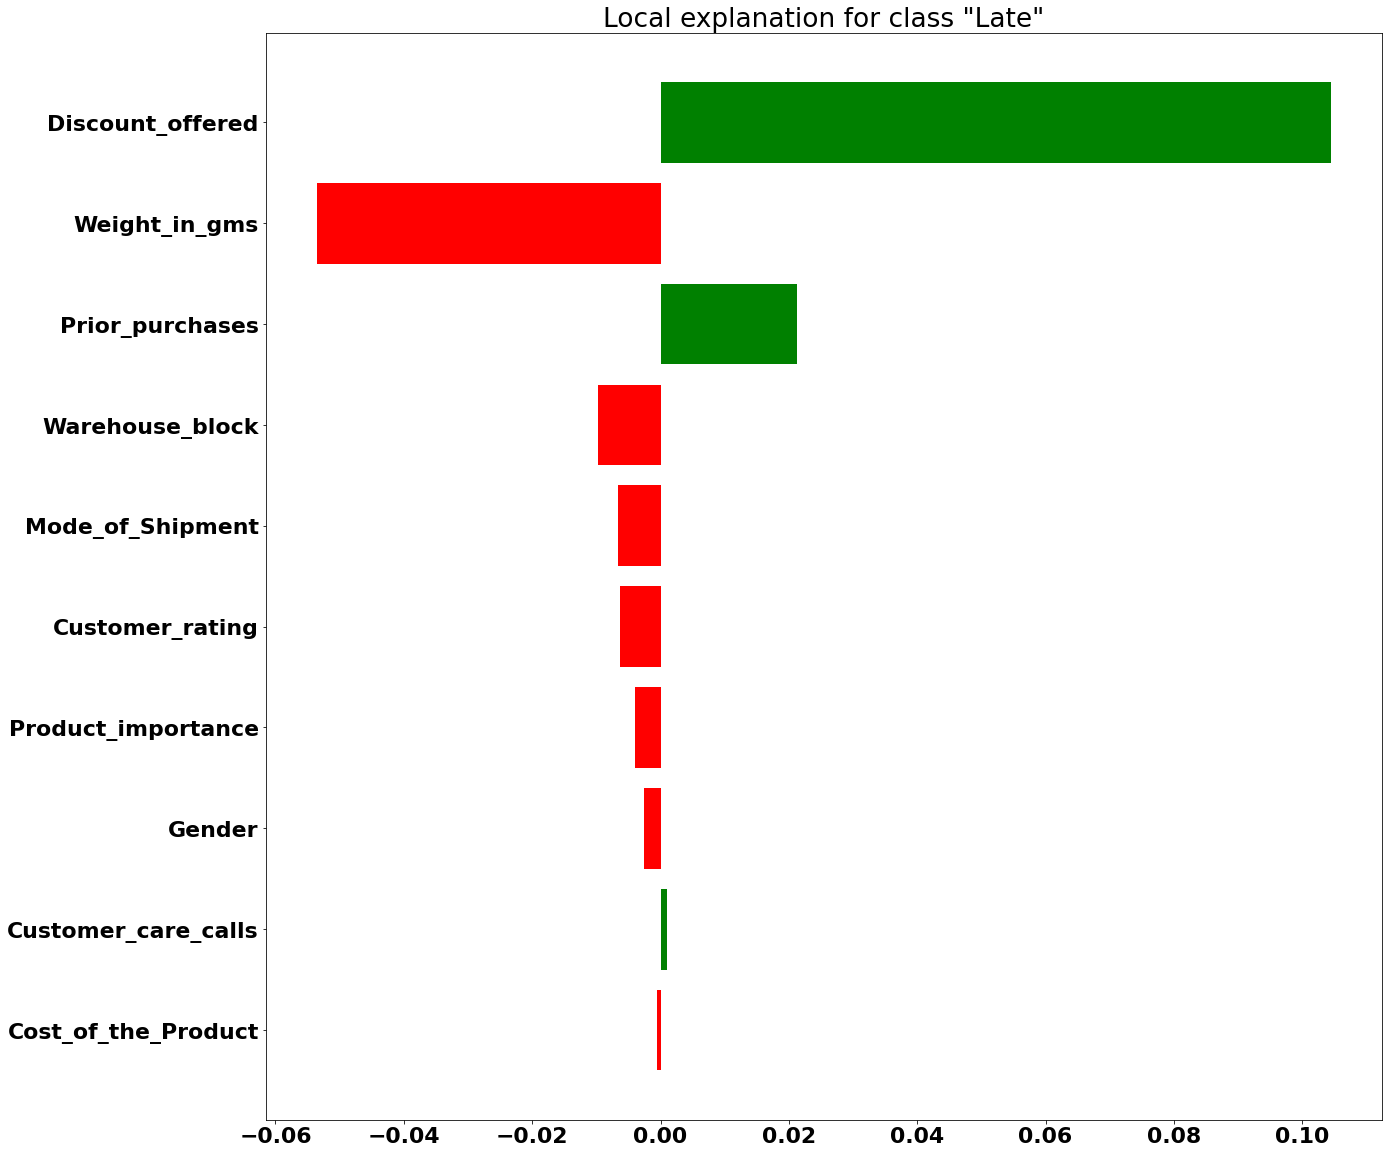 Local explanation for class "Late"
Discount_offered
Weight_in_gms
Prior_purchases
Warehouse_block
Mode_of_Shipment
Customer_rating
Product_importance
Gender
Customer_care_calls
Cost_of_the_Product
−0.06 −0.04 −0.02 0.00 0.02 0.04 0.06 0.08 0.10